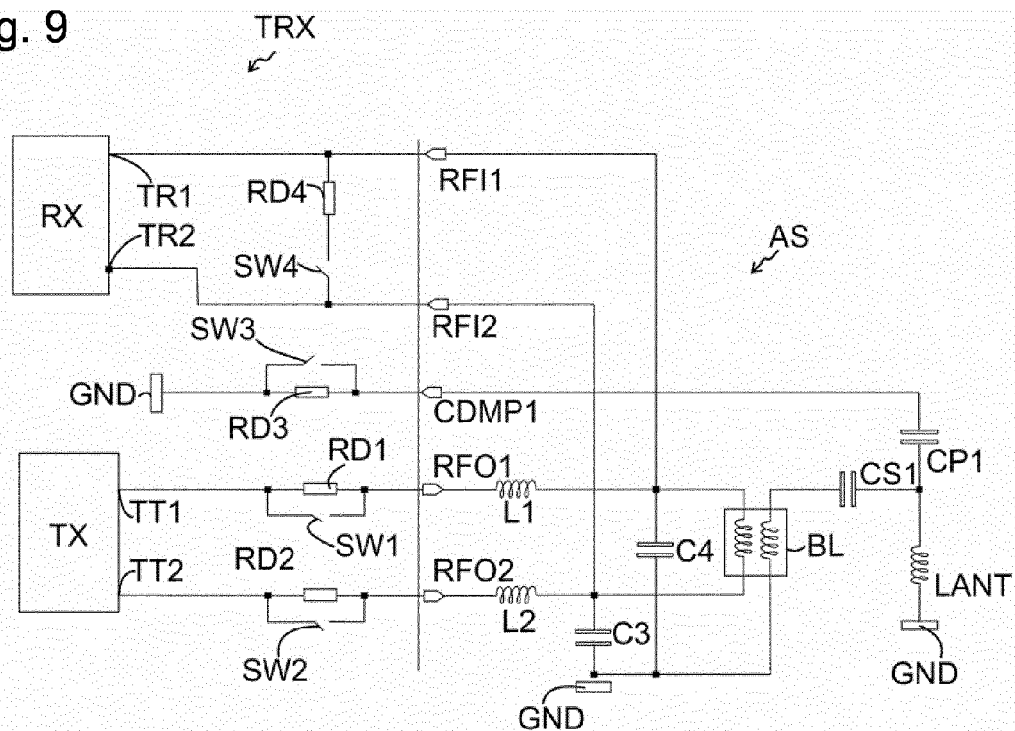 g. 9
TRX
RFI1
TR1
RD4
RX
TR2
AS
SW4
RFI2
SW3
GND
CDMP1
RD3
RD1
RFO1
CP1
CS1
TT1
L1
TX
SW1
BL
RD2
C4
TT2
RFO2
LANT
L2
C3
SW2
GND
GND